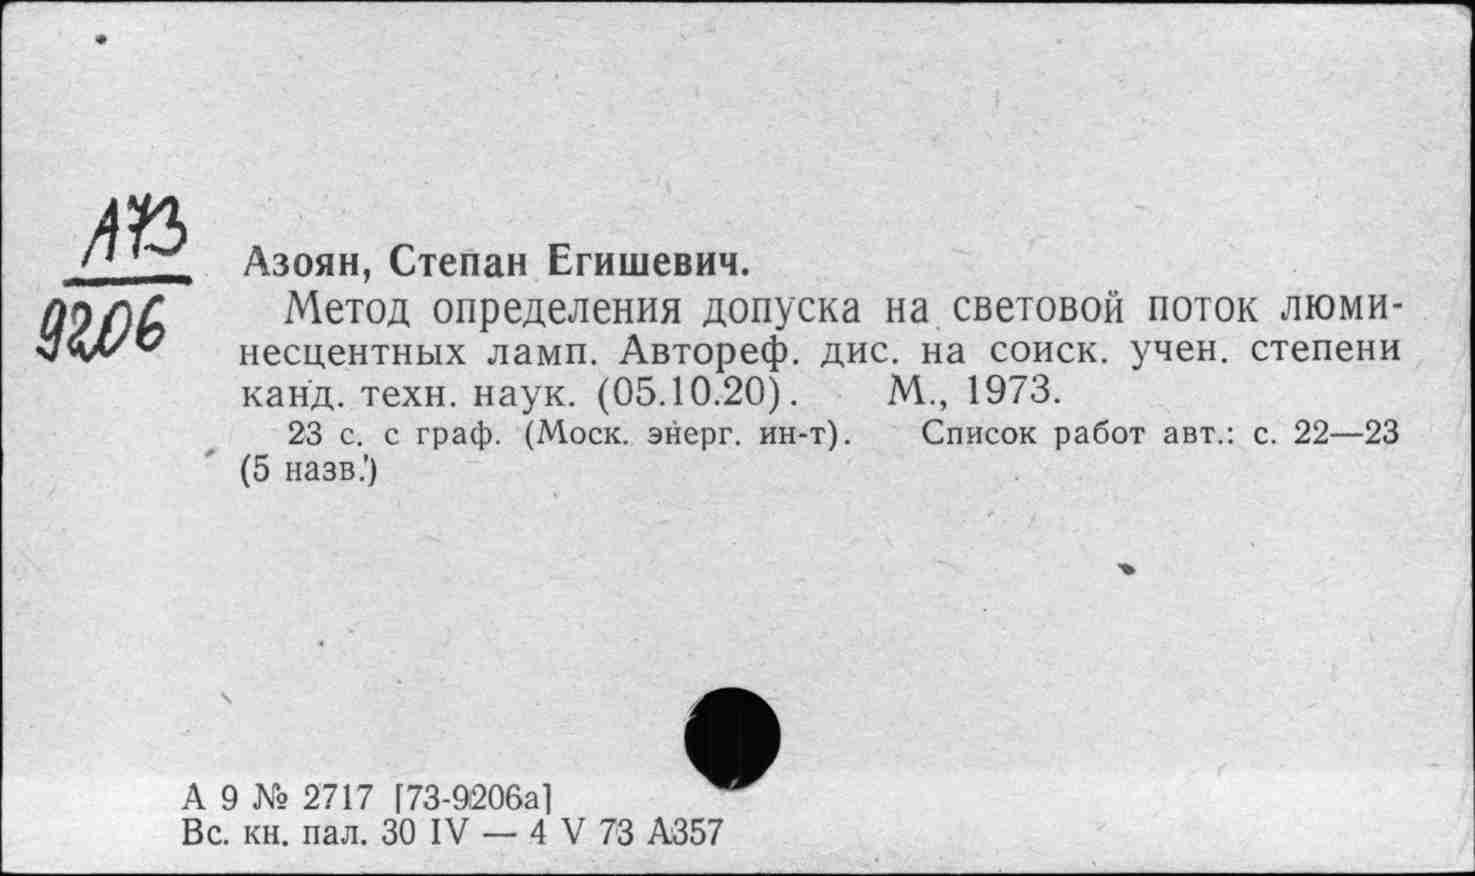 А73
9206
Азоян, Степан Егишевич.
Метод определения допуска на световой поток люми-
несцентных ламп. Автореф. дис. на соиск. учен. степени
канд. техн. наук. (05.10.20). М., 1973.
23 с. с граф. (Моск. энерг. ин-т). Список работ авт.: с. 22—23
(5 назв.)
А 9 № 2717 [73-9206а]
Вс. кн. пал. 30 IV — 4 V 73 А357